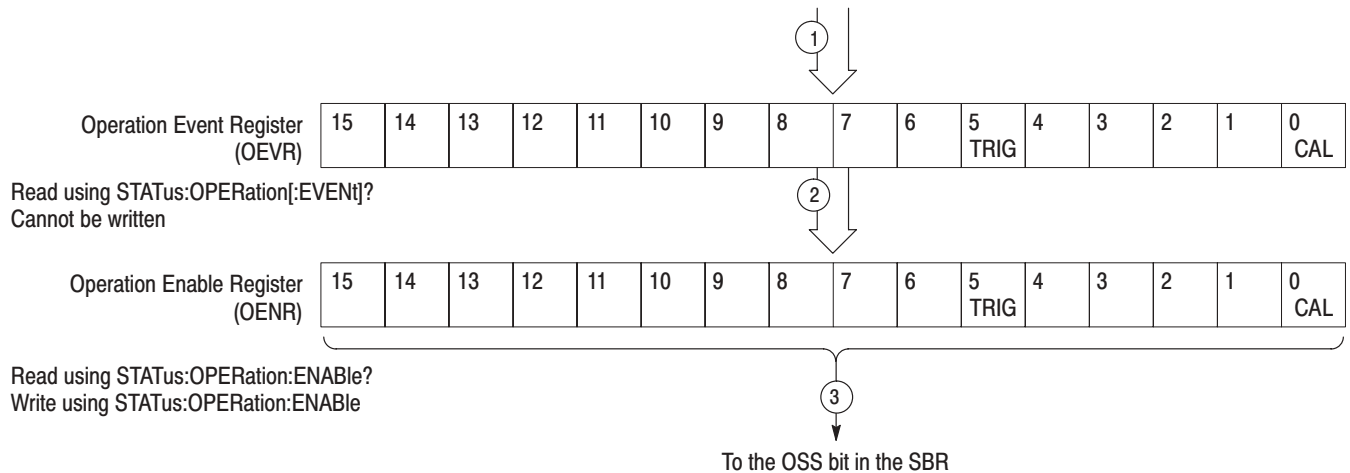 1
Operation Event Register
(OEVR)
15 14 13 12 11 10 9 8 7 6 5 4 3 2 1 0
TRIG CAL
Read using STATus:OPERation[:EVENt]?
Cannot be written
2
Operation Enable Register
(OENR)
15 14 13 12 11 10 9 8 7 6 5 4 3 2 1 0
TRIG CAL
Read using STATus:OPERation:ENABle?
Write using STATus:OPERation:ENABle
3
To the OSS bit in the SBR